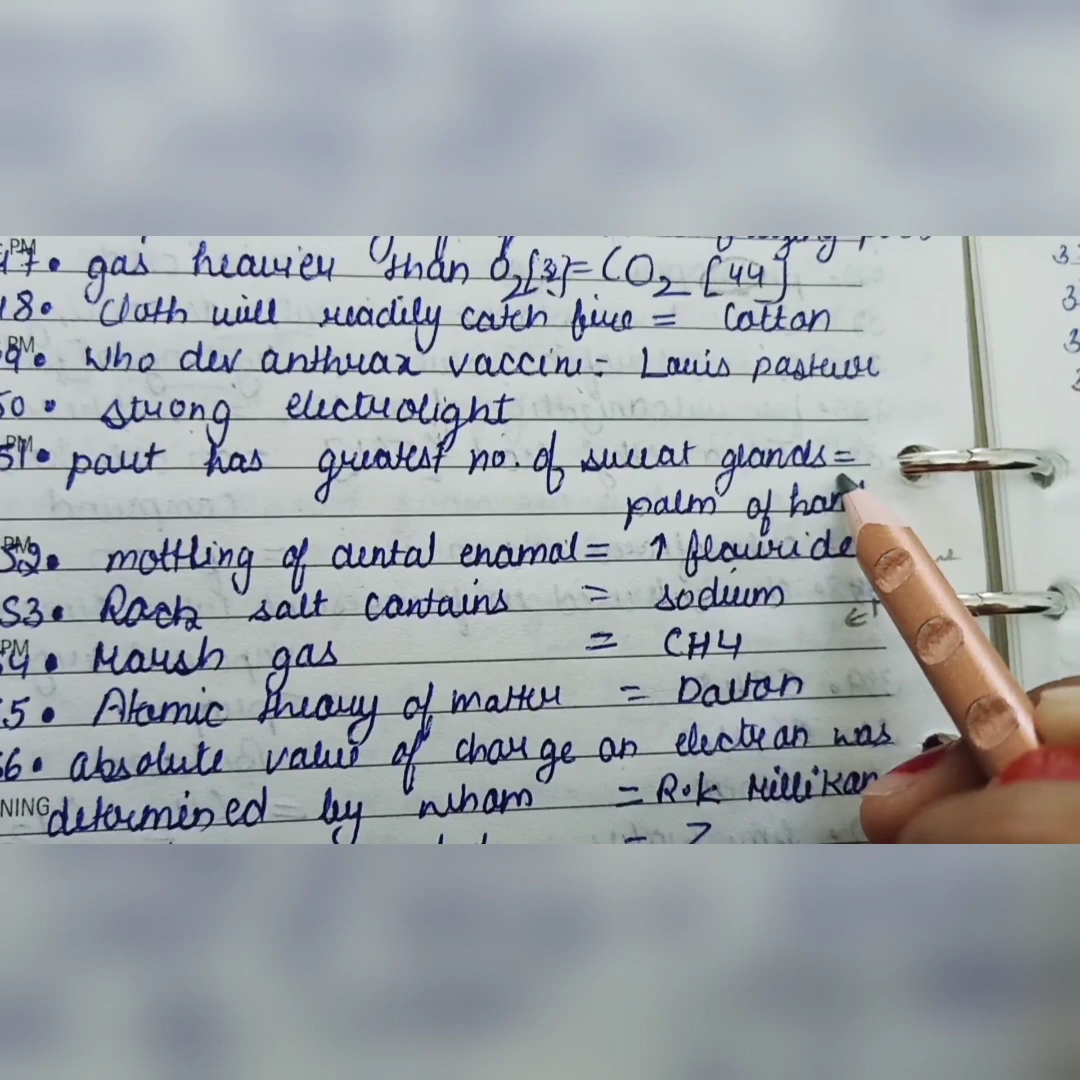 47. gas heavier than O2[32]=CO2 [44]
48. Cloth will readily catch fire = Cotton
49. who dev anthrax vaccine = Louis pasteur
50. strong electrolight
51. part has greatest no. of sweat glands =
palm of han
52. mottling of dental enamal = ↑ flouride
53. Rock salt contains = sodium
54. Marsh gas = CH4
55. Atomic theory of matter = Dalton
56. absolute value of charge on electron was
determined by whom = R.k Millikan